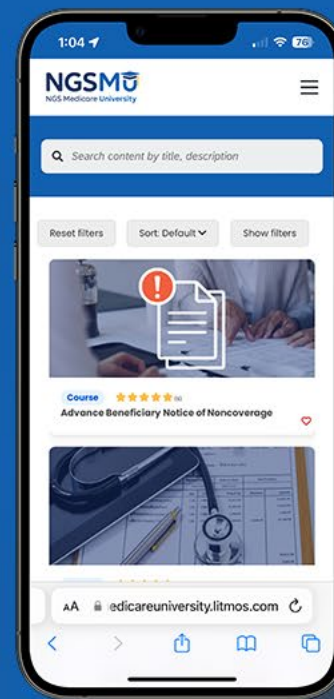 1:04
76
NGSMU
NGS Medicare University
Search content by title, description
Reset filters
Sort: Default
Show filters
Course
Advance Beneficiary Notice of Noncoverage
AA edicareuniversity.litmos.com